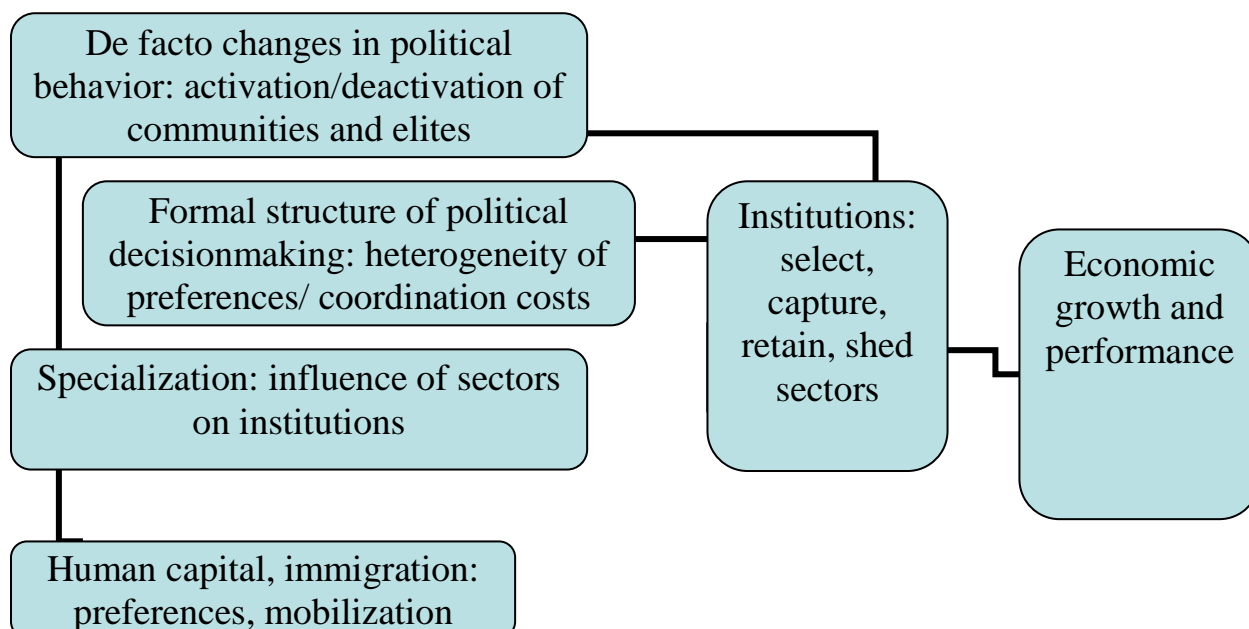 De facto changes in political
behavior: activation/deactivation of
communities and elites
Formal structure of political
decisionmaking: heterogeneity of
preferences/ coordination costs
Specialization: influence of sectors
on institutions
Human capital, immigration:
preferences, mobilization
Institutions:
select,
capture,
retain, shed
sectors
Economic
growth and
performance